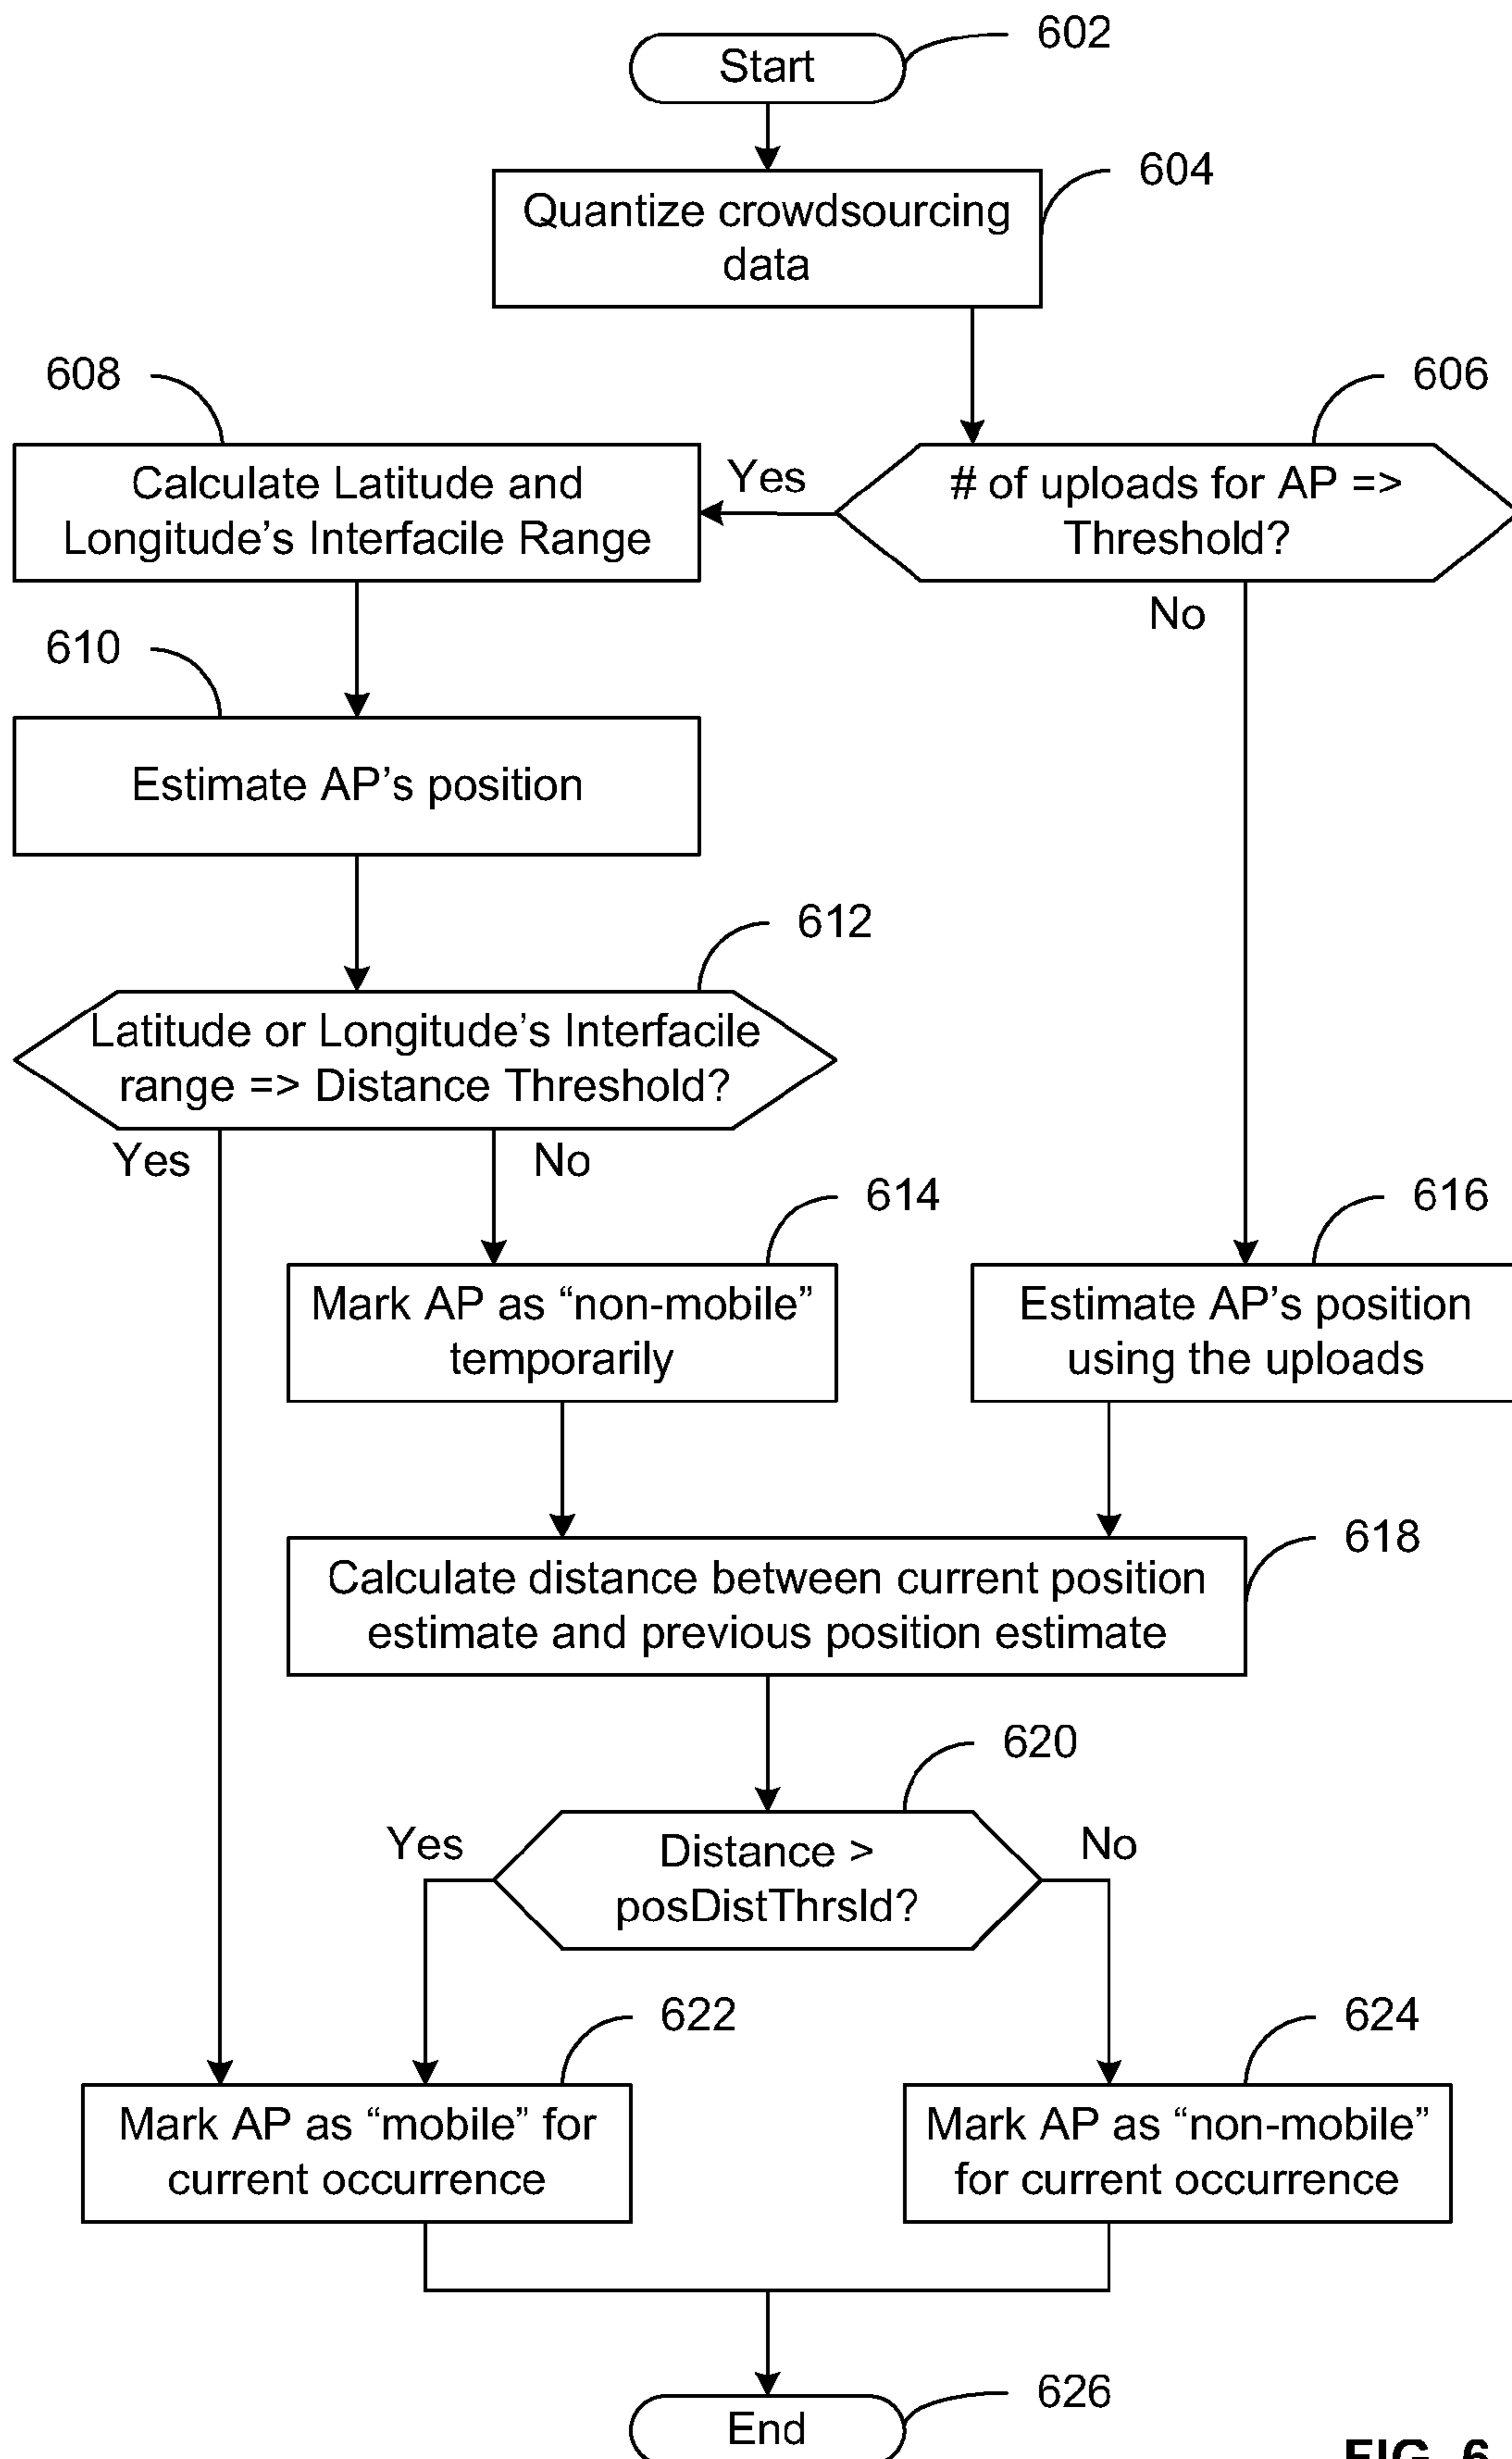 Start
602
Quantize crowdsourcing
data
604
608
606
Calculate Latitude and
Longitude's Interfacile Range
Yes
# of uploads for AP =>
Threshold?
No
610
Estimate AP's position
612
Latitude or Longitude's Interfacile
range => Distance Threshold?
Yes
No
614
616
Mark AP as “non-mobile”
temporarily
Estimate AP's position
using the uploads
618
Calculate distance between current position
estimate and previous position estimate
620
Yes
Distance >
posDistThrsld?
No
622
624
Mark AP as “mobile” for
current occurrence
Mark AP as “non-mobile”
for current occurrence
626
End
FIG. 6